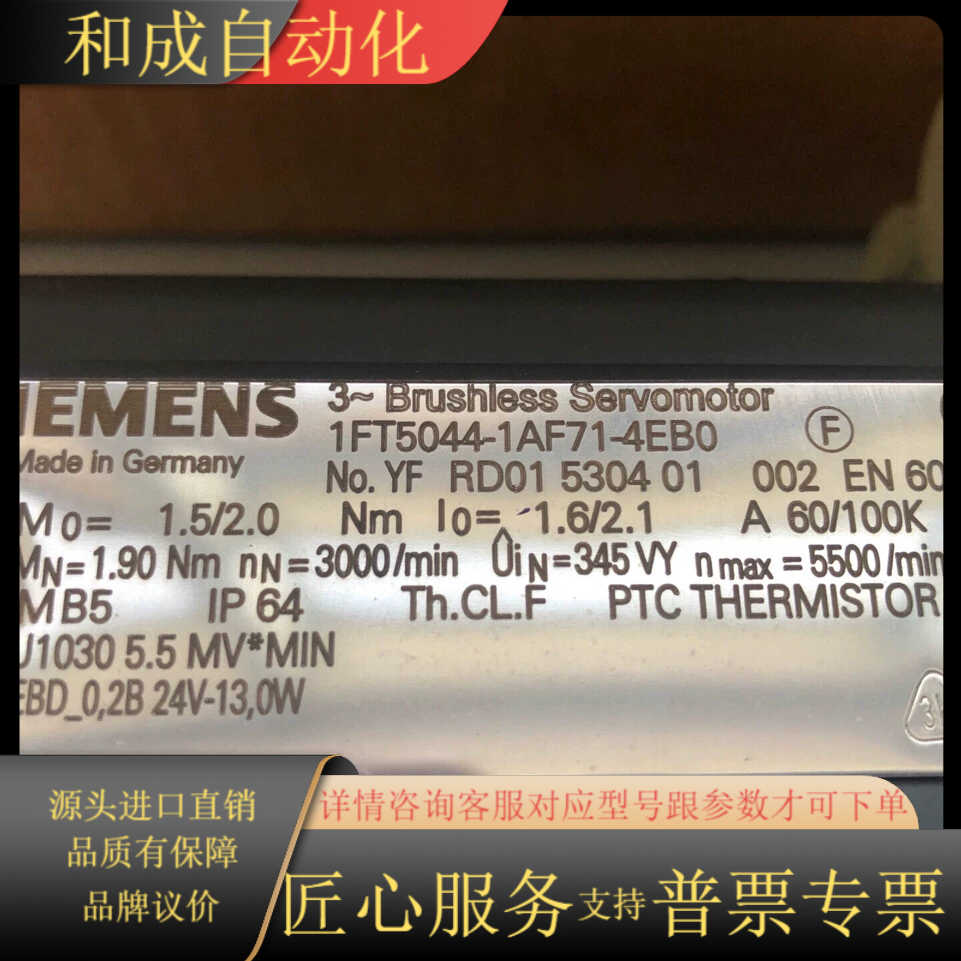 和成自动化
IEMENS
3~ Brushless Servomotor
1FT5044-1AF71-4EB0
F
Made in Germany
No. YF RD01 5304 01 002 EN 60
M0= 1.5/2.0 Nm I0= 1.6/2.1 A 60/100K
MN=1.90 Nm nN=3000/min ÛiN=345 VY nmax=5500/min
MB5 IP 64 Th.CL.F PTC THERMISTOR
U1030 5.5 MV*MIN
EBD_0,2B 24V-13,0W
源头进口直销
品质有保障
品牌议价
详情咨询客服对应型号跟参数才可下单
匠心服务支持普票专票